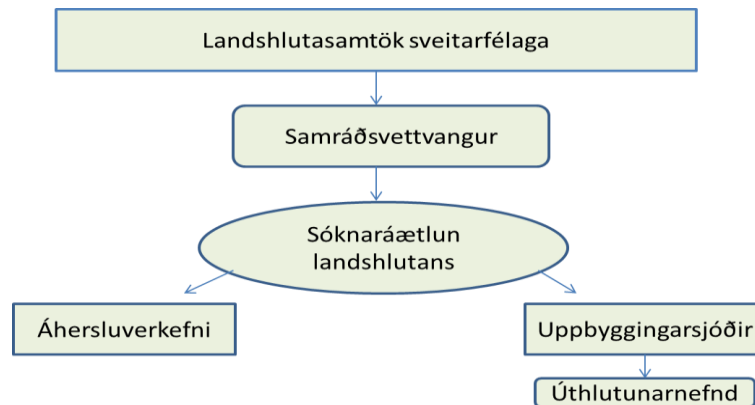 Landshlutasamtök sveitarfélaga
Samráðsvettvangur
Sóknaráætlun
landshlutans
Áhersluverkefni
Uppbyggingarsjóðir
Úthlutunarnefnd